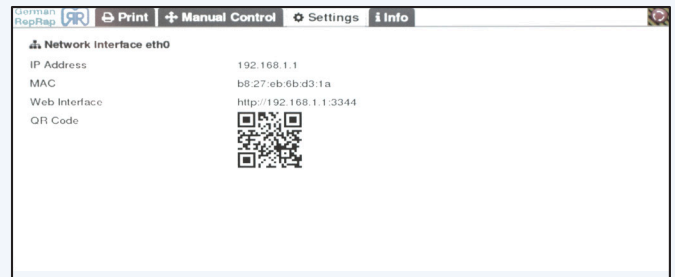 German
RepRap Print Manual Control Settings i Info
Network Interface eth0
IP Address 192.168.1.1
MAC b8:27:eb:6b:d3:1a
Web Interface http://192.168.1.1:3344
QR Code